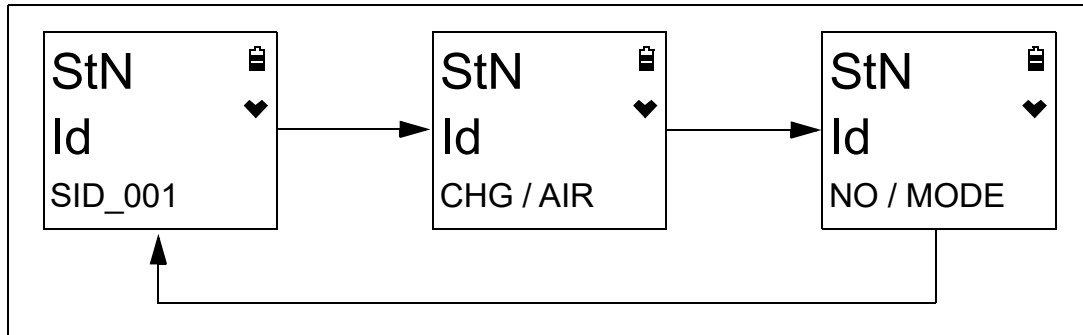 StN
Id
SID_001
StN
Id
CHG / AIR
StN
Id
NO / MODE